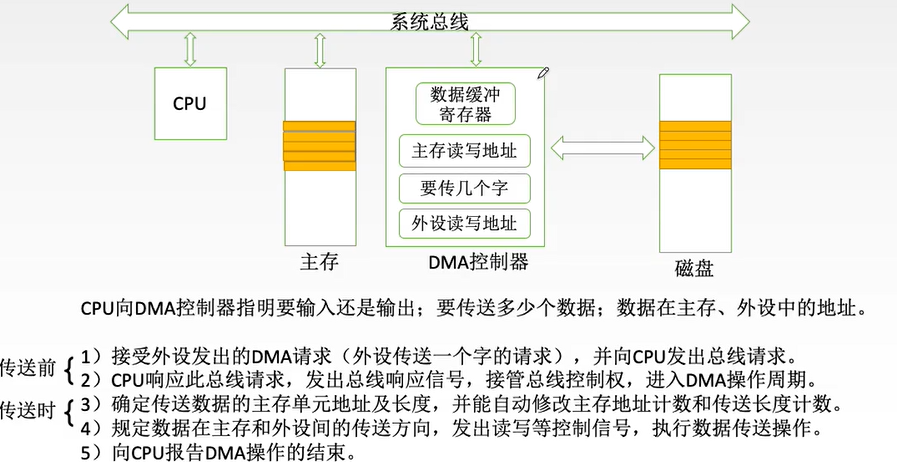 系统总线
CPU
数据缓冲
寄存器
主存读写地址
要传几个字
外设读写地址
主存
DMA控制器
磁盘
CPU向DMA控制器指明要输入还是输出；要传送多少个数据；数据在主存、外设中的地址。
传送前
1）接受外设发出的DMA请求（外设传送一个字的请求），并向CPU发出总线请求。
2）CPU响应此总线请求，发出总线响应信号，接管总线控制权，进入DMA操作周期。
传送时
3）确定传送数据的主存单元地址及长度，并能自动修改主存地址计数和传送长度计数。
4）规定数据在主存和外设间的传送方向，发出读写等控制信号，执行数据传送操作。
5）向CPU报告DMA操作的结束。